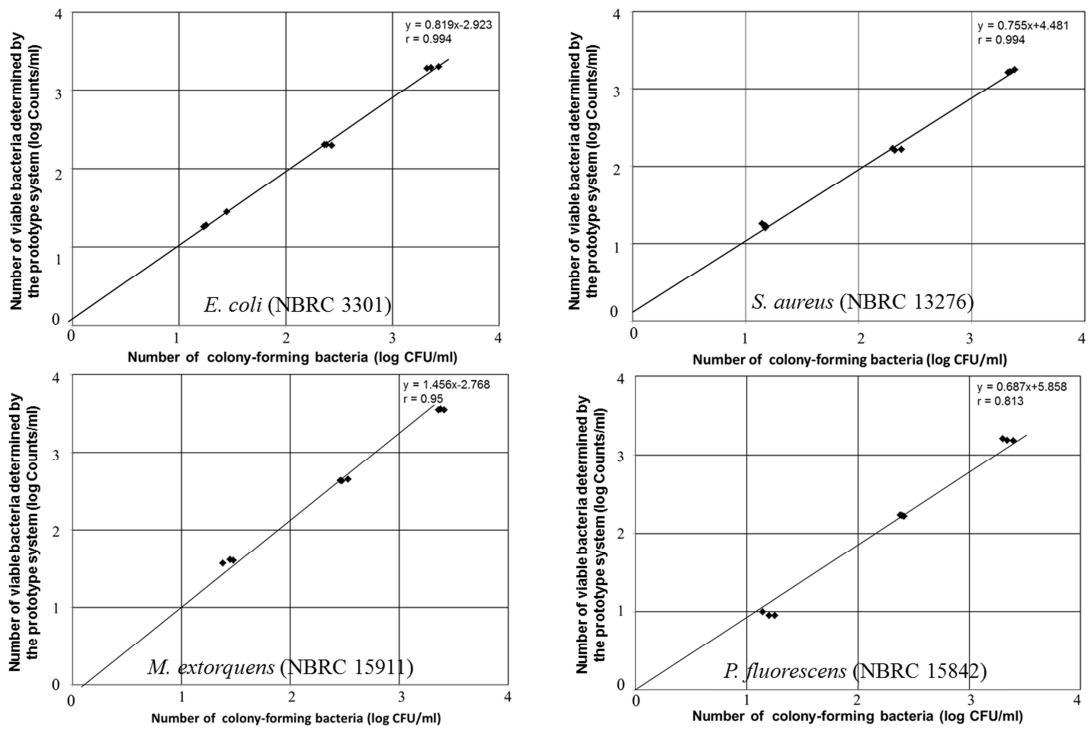 Number of viable bacteria determined by
the prototype system (log Counts/ml)
4
3
2
1
0
y = 0.819x-2.923
r = 0.994
E. coli (NBRC 3301)
0 1 2 3 4
Number of colony-forming bacteria (log CFU/ml)
Number of viable bacteria determined by
the prototype system (log Counts/ml)
4
3
2
1
0
y = 0.755x+4.481
r = 0.994
S. aureus (NBRC 13276)
0 1 2 3 4
Number of colony-forming bacteria (log CFU/ml)
Number of viable bacteria determined by
the prototype system (log Counts/ml)
4
3
2
1
0
y = 1.456x-2.768
r = 0.95
M. extorquens (NBRC 15911)
0 1 2 3 4
Number of colony-forming bacteria (log CFU/ml)
Number of viable bacteria determined by
the prototype system (log Counts/ml)
4
3
2
1
0
y = 0.687x+5.858
r = 0.813
P. fluorescens (NBRC 15842)
0 1 2 3 4
Number of colony-forming bacteria (log CFU/ml)